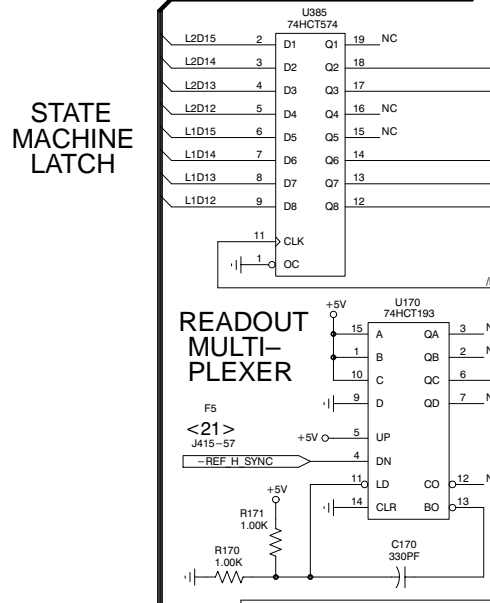 U385
74HCT574
L2D15 2 D1 Q1 19 NC
L2D14 3 D2 Q2 18
L2D13 4 D3 Q3 17
L2D12 5 D4 Q4 16 NC
L1D15 6 D5 Q5 15 NC
L1D14 7 D6 Q6 14
L1D13 8 D7 Q7 13
L1D12 9 D8 Q8 12
11 CLK
1 OC
STATE
MACHINE
LATCH
READOUT
MULTI–
PLEXER
+5V
U170
74HCT193
15 A QA 3 N
1 B QB 2 N
10 C QC 6
9 D QD 7 N
+5V 5 UP
4 DN
11 LD CO 12 N
14 CLR BO 13
F5
<21>
J415–57
–REF_H_SYNC
+5V
R171
1.00K
R170
1.00K
C170
330PF